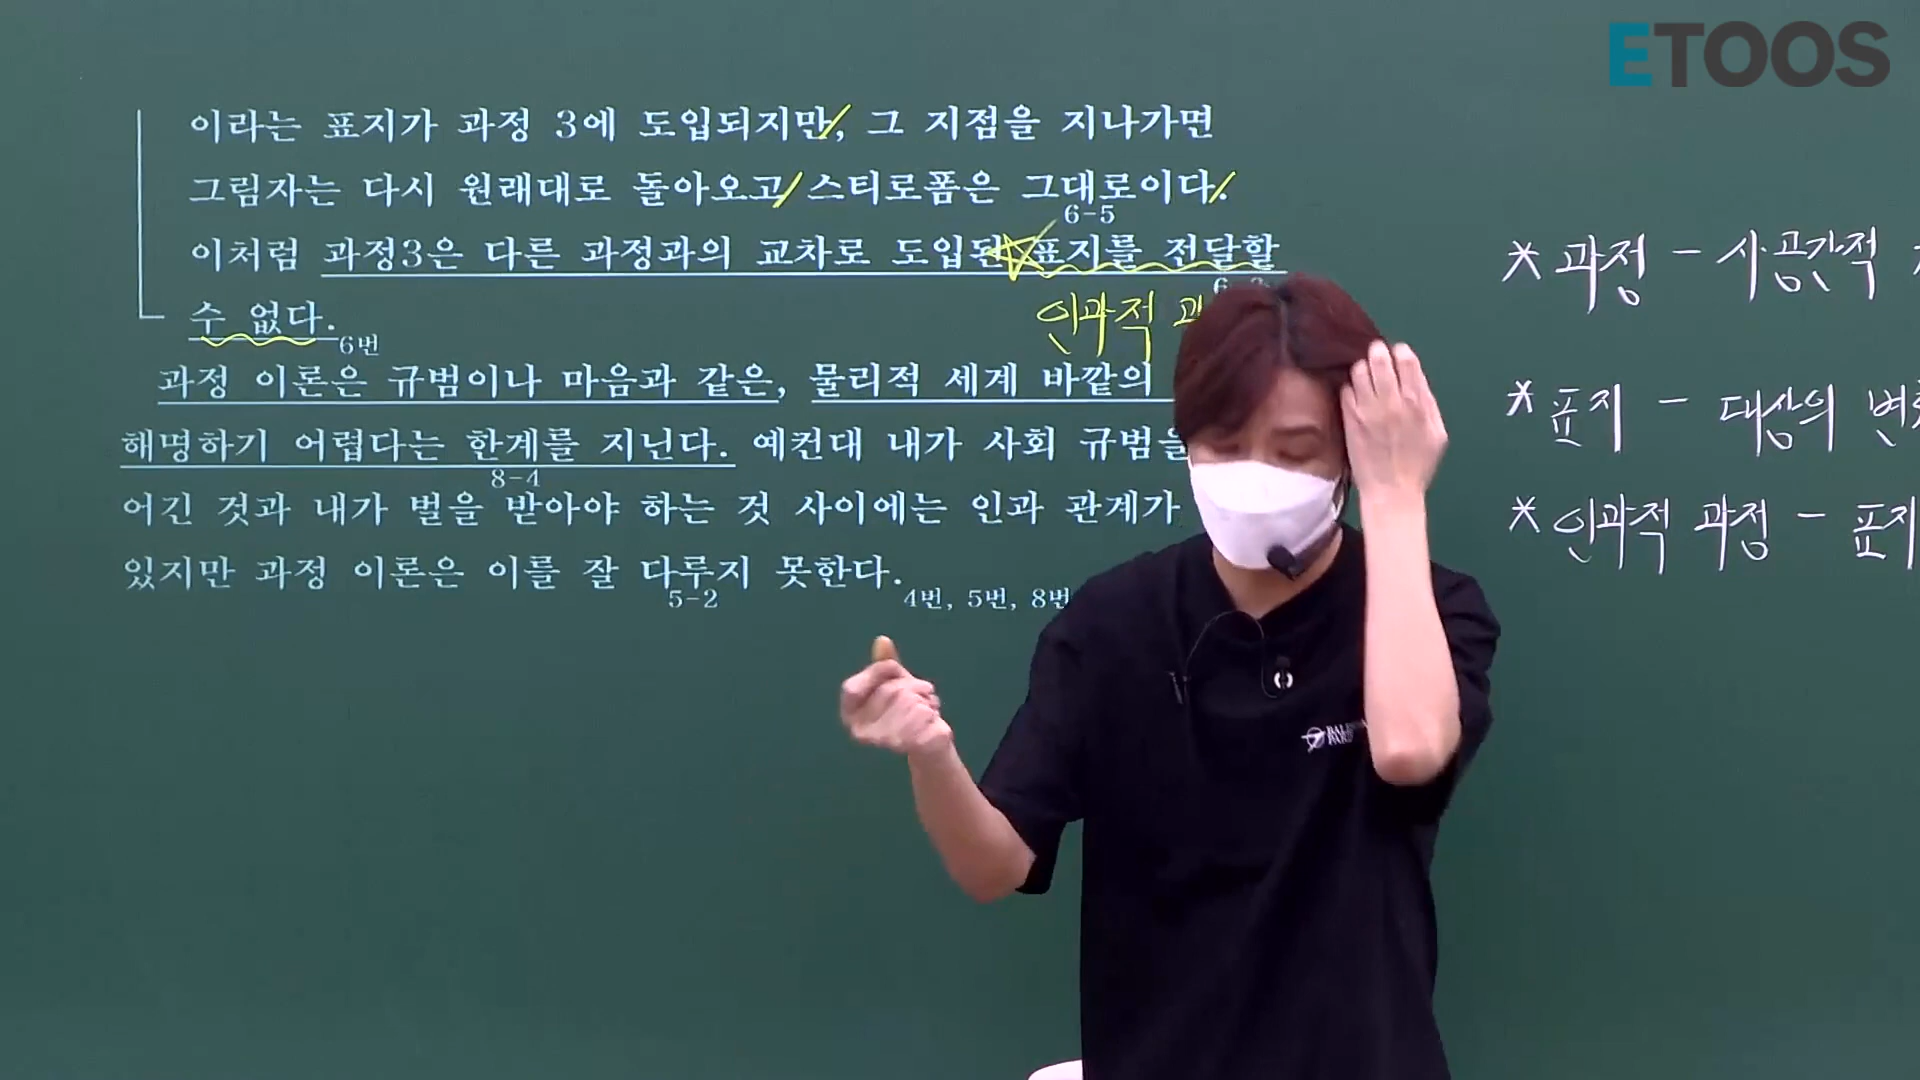 ETOOS
이라는 표지가 과정 3에 도입되지만, 그 지점을 지나가면
그림자는 다시 원래대로 돌아오고 스티로폼은 그대로이다.
6-5
이처럼 과정3은 다른 과정과의 교차로 도입된 표지를 전달할
수 없다.
6번
인과적
과정 이론은 규범이나 마음과 같은, 물리적 세계 바깥의
해명하기 어렵다는 한계를 지닌다. 예컨대 내가 사회 규범을
8-4
어긴 것과 내가 벌을 받아야 하는 것 사이에는 인과 관계가
있지만 과정 이론은 이를 잘 다루지 못한다.
5-2
4번, 5번, 8번
* 과정 - 시·공간적
* 표지 - 대상의
* 인과적 과정 - 표지